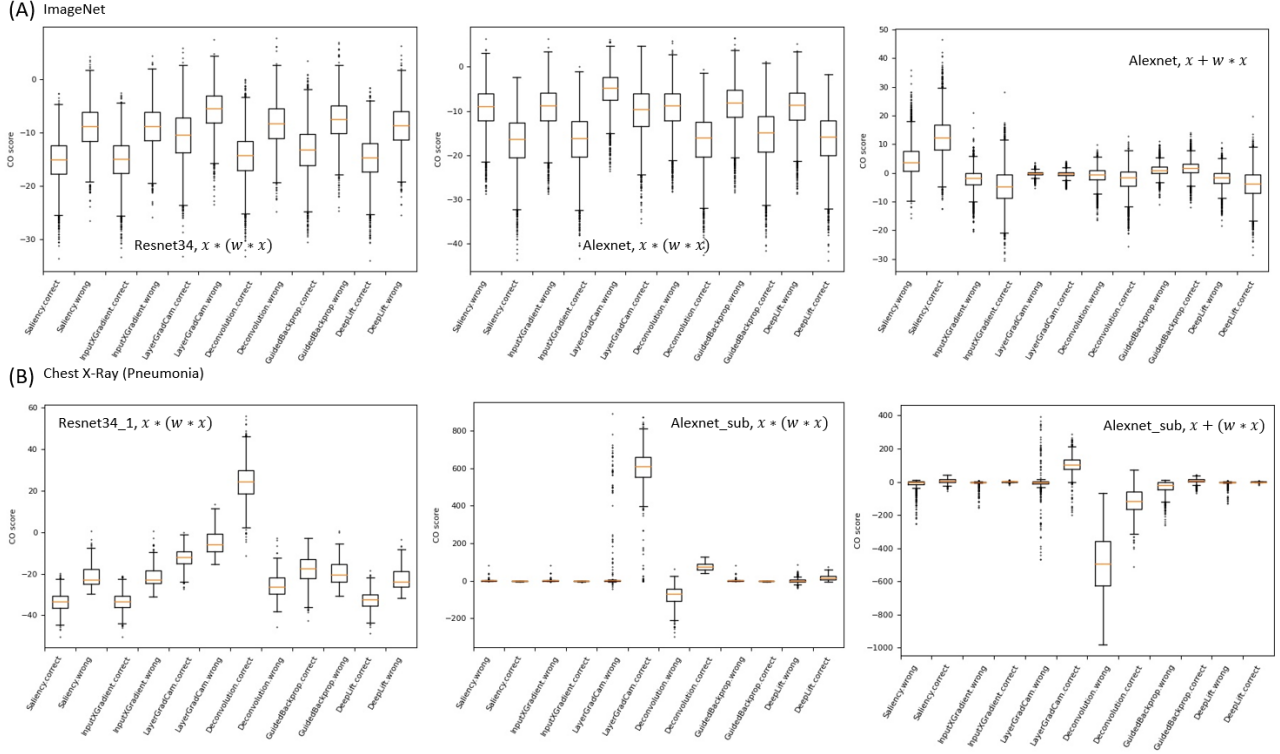 (A) ImageNet
CO score
0
−10
−20
−30
Resnet34, x ∗ (w ∗ x)
Saliency.correct
Saliency.wrong
InputXGradient.correct
InputXGradient.wrong
LayerGradCam.correct
LayerGradCam.wrong
Deconvolution.correct
Deconvolution.wrong
GuidedBackprop.correct
GuidedBackprop.wrong
DeepLift.correct
DeepLift.wrong
CO score
10
0
−10
−20
−30
−40
Alexnet, x ∗ (w ∗ x)
Saliency.wrong
Saliency.correct
InputXGradient.wrong
InputXGradient.correct
LayerGradCam.wrong
LayerGradCam.correct
Deconvolution.wrong
Deconvolution.correct
GuidedBackprop.wrong
GuidedBackprop.correct
DeepLift.wrong
DeepLift.correct
CO score
50
40
30
20
10
0
−10
−20
−30
Alexnet, x + w ∗ x
Saliency.wrong
Saliency.correct
InputXGradient.wrong
InputXGradient.correct
LayerGradCam.wrong
LayerGradCam.correct
Deconvolution.wrong
Deconvolution.correct
GuidedBackprop.wrong
GuidedBackprop.correct
DeepLift.wrong
DeepLift.correct
(B) Chest X-Ray (Pneumonia)
CO score
60
40
20
0
−20
−40
Resnet34_1, x ∗ (w ∗ x)
Saliency.correct
Saliency.wrong
InputXGradient.correct
InputXGradient.wrong
LayerGradCam.correct
LayerGradCam.wrong
Deconvolution.correct
Deconvolution.wrong
GuidedBackprop.correct
GuidedBackprop.wrong
DeepLift.correct
DeepLift.wrong
CO score
800
600
400
200
0
−200
Alexnet_sub, x ∗ (w ∗ x)
Saliency.wrong
Saliency.correct
InputXGradient.wrong
InputXGradient.correct
LayerGradCam.wrong
LayerGradCam.correct
Deconvolution.wrong
Deconvolution.correct
GuidedBackprop.wrong
GuidedBackprop.correct
DeepLift.wrong
DeepLift.correct
CO score
400
200
0
−200
−400
−600
−800
−1000
Alexnet_sub, x + (w ∗ x)
Saliency.wrong
Saliency.correct
InputXGradient.wrong
InputXGradient.correct
LayerGradCam.wrong
LayerGradCam.correct
Deconvolution.wrong
Deconvolution.correct
GuidedBackprop.wrong
GuidedBackprop.correct
DeepLift.wrong
DeepLift.correct